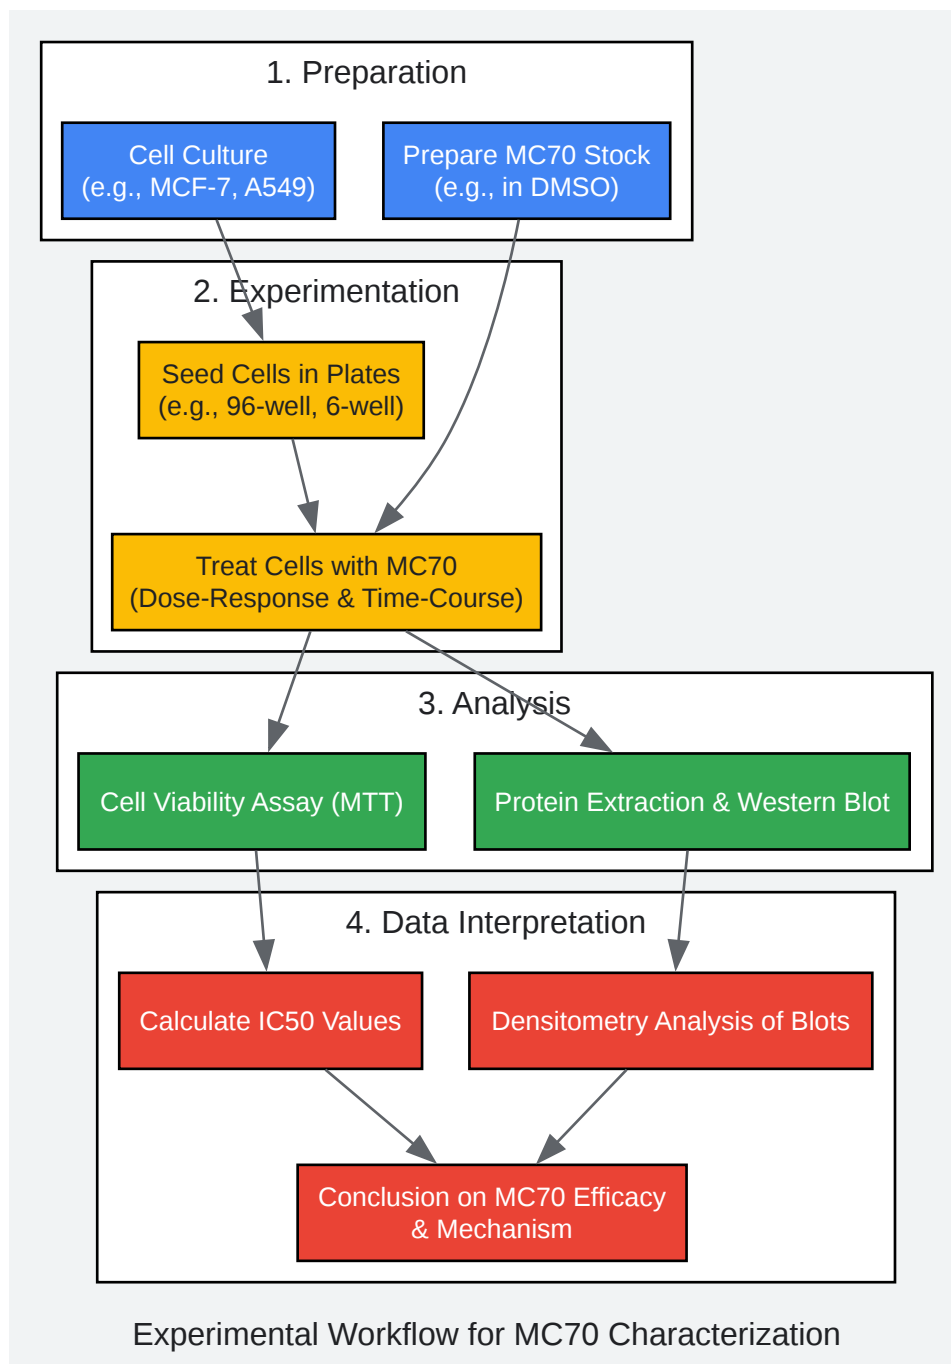 1. Preparation
Cell Culture
(e.g., MCF-7, A549)
Prepare MC70 Stock
(e.g., in DMSO)
2. Experimentation
Seed Cells in Plates
(e.g., 96-well, 6-well)
Treat Cells with MC70
(Dose-Response & Time-Course)
3. Analysis
Cell Viability Assay (MTT)
Protein Extraction & Western Blot
4. Data Interpretation
Calculate IC50 Values
Densitometry Analysis of Blots
Conclusion on MC70 Efficacy
& Mechanism
Experimental Workflow for MC70 Characterization